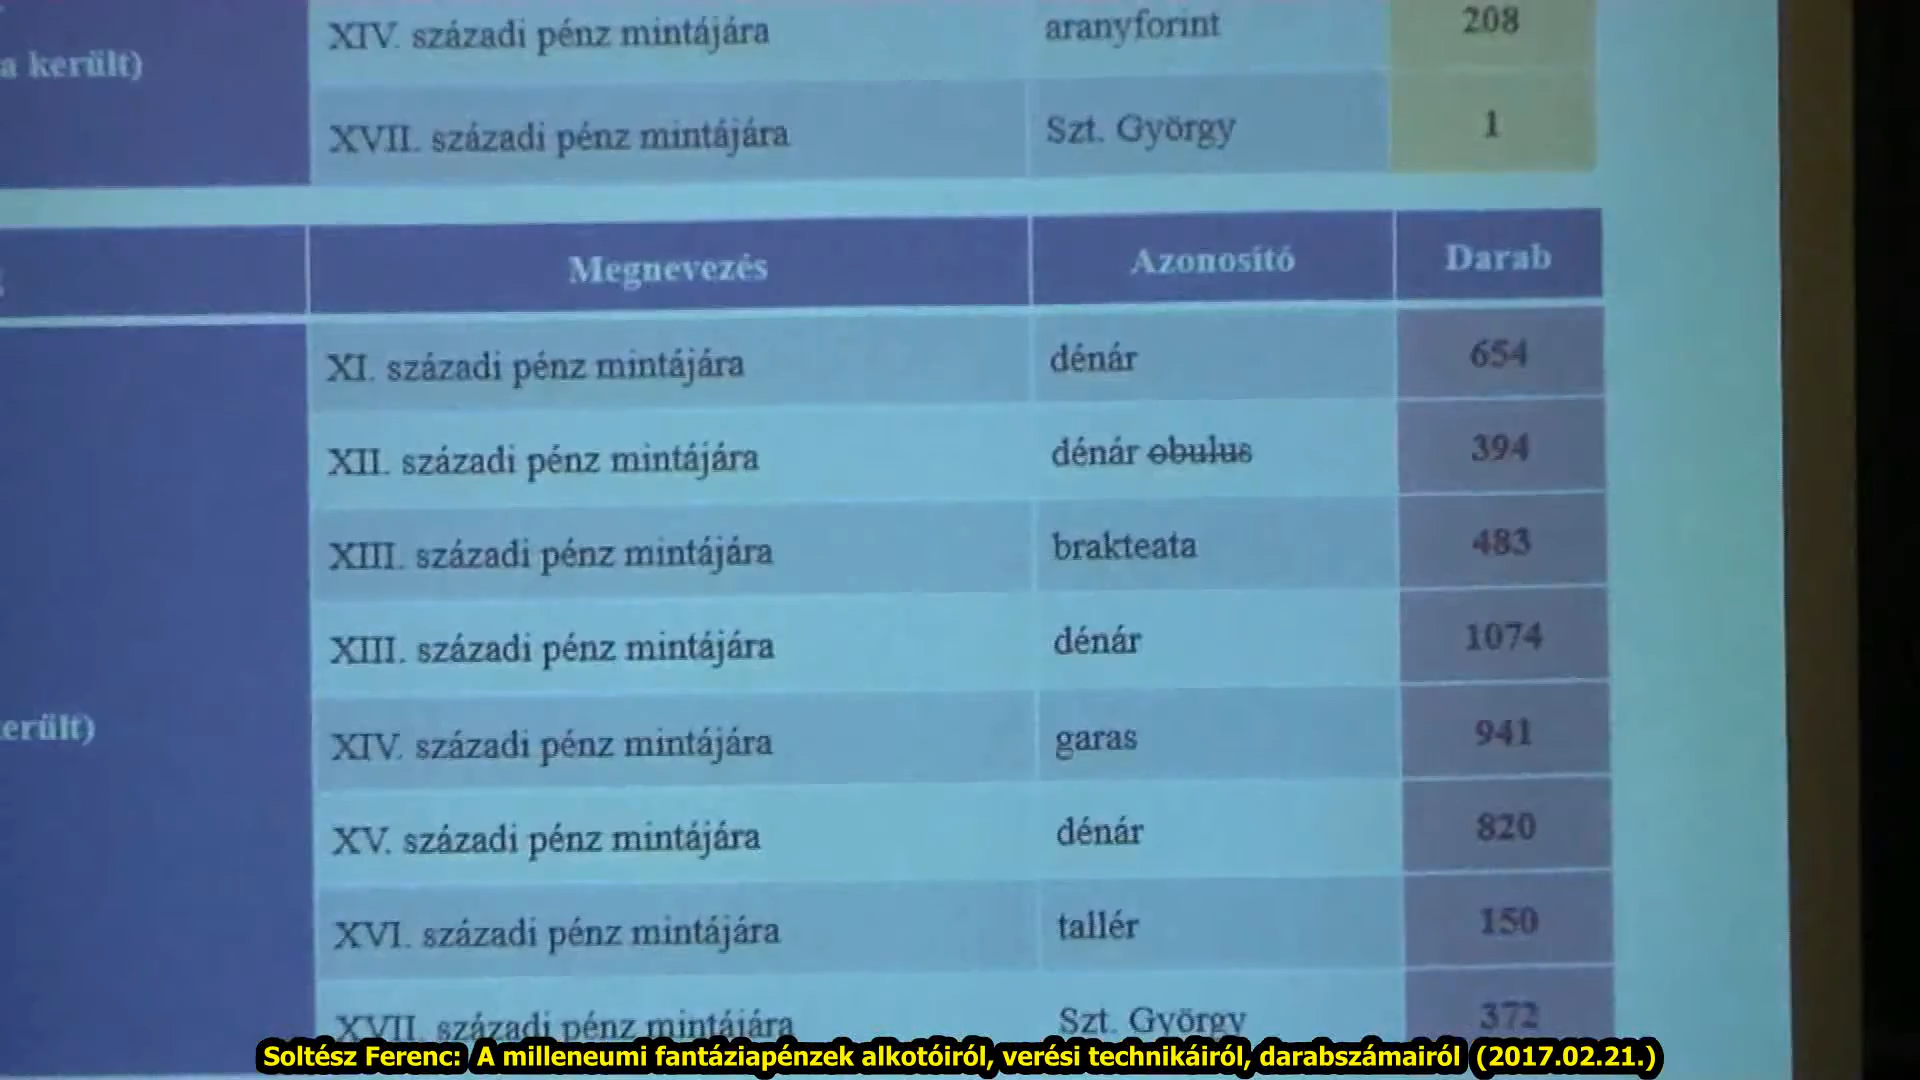 XIV. századi pénz mintájára aranyforint 208
a került)
XVII. századi pénz mintájára Szt. György 1
Megnevezés Azonosító Darab
XI. századi pénz mintájára dénár 654
XII. századi pénz mintájára dénár obulus 394
XIII. századi pénz mintájára brakteata 483
XIII. századi pénz mintájára dénár 1074
XIV. századi pénz mintájára garas 941
erült)
XV. századi pénz mintájára dénár 820
XVI. századi pénz mintájára tallér 150
XVII. századi pénz mintájára Szt. György 372
Soltész Ferenc: A milleneumi fantáziapénzek alkotóiról, verési technikáiról, darabszámairól (2017.02.21.)